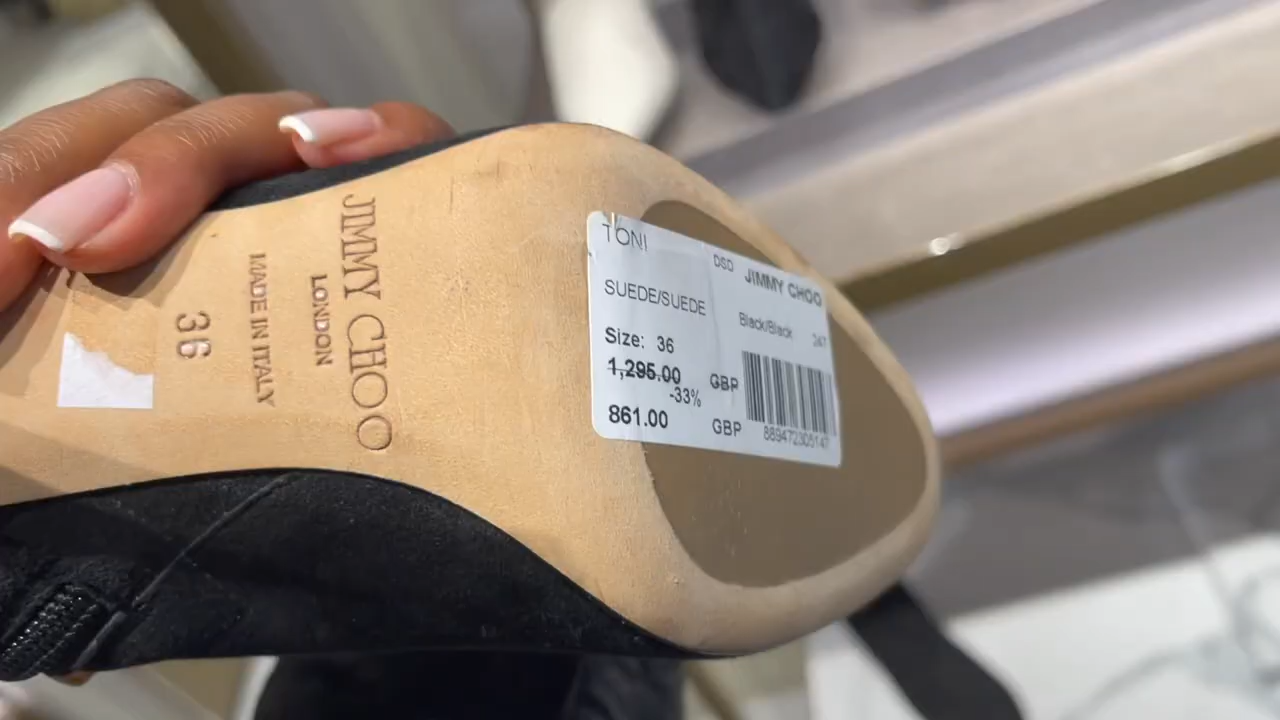 JIMMY CHOO
LONDON
MADE IN ITALY
36
TONI
DSD JIMMY CHOO
SUEDE/SUEDE
Black/Black 247
Size: 36
1,295.00 GBP
-33%
861.00 GBP
889472305147